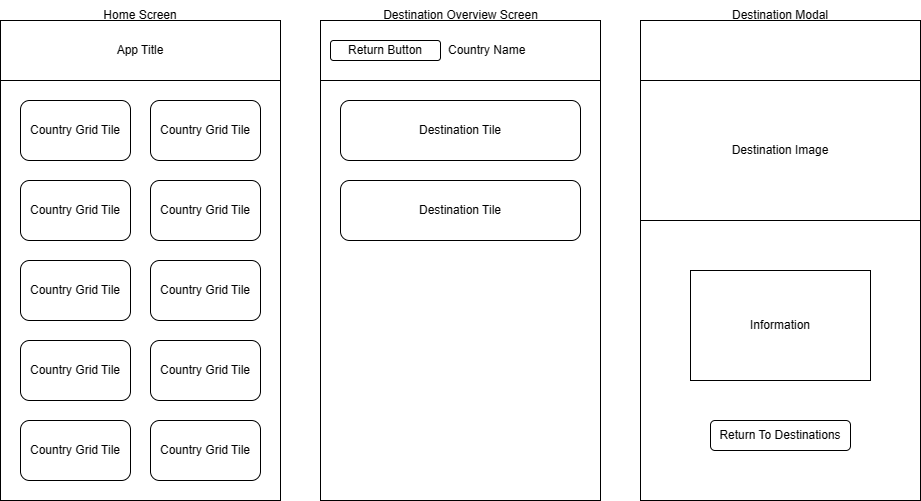 Home Screen
App Title
Country Grid Tile
Country Grid Tile
Country Grid Tile
Country Grid Tile
Country Grid Tile
Country Grid Tile
Country Grid Tile
Country Grid Tile
Country Grid Tile
Country Grid Tile
Destination Overview Screen
Return Button
Country Name
Destination Tile
Destination Tile
Destination Modal
Destination Image
Information
Return To Destinations